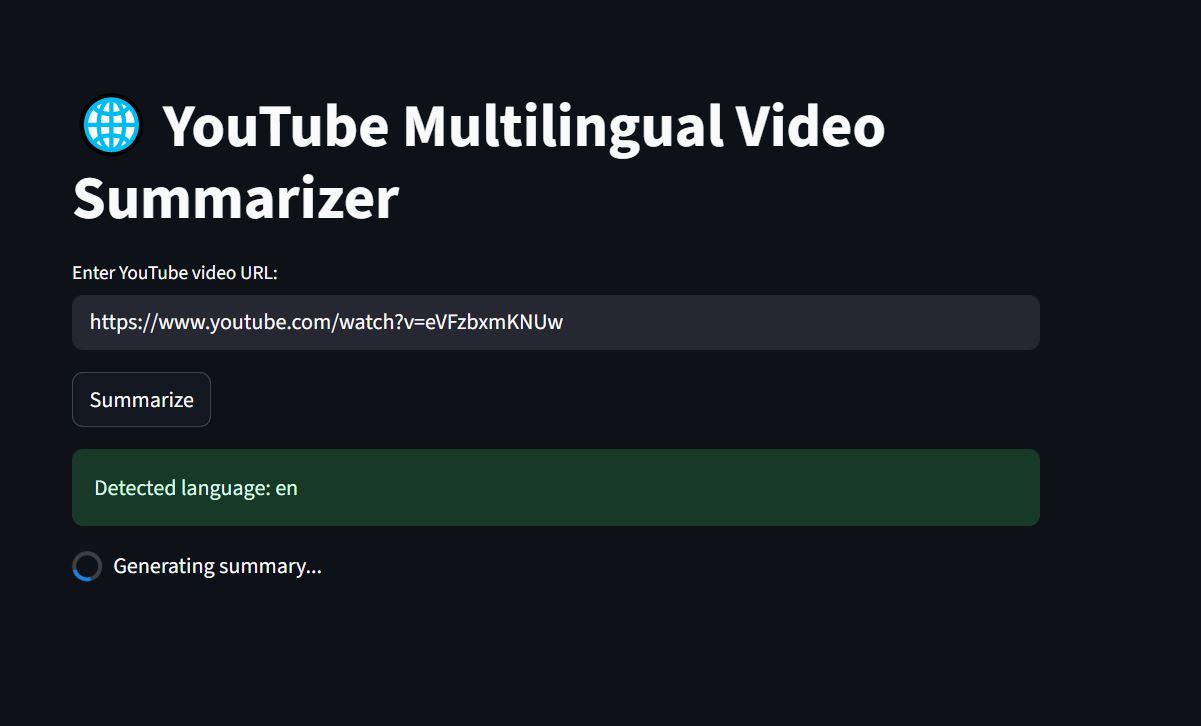 YouTube Multilingual Video
Summarizer
Enter YouTube video URL:
https://www.youtube.com/watch?v=eVFzbxmKNUw
Summarize
Detected language: en
Generating summary...